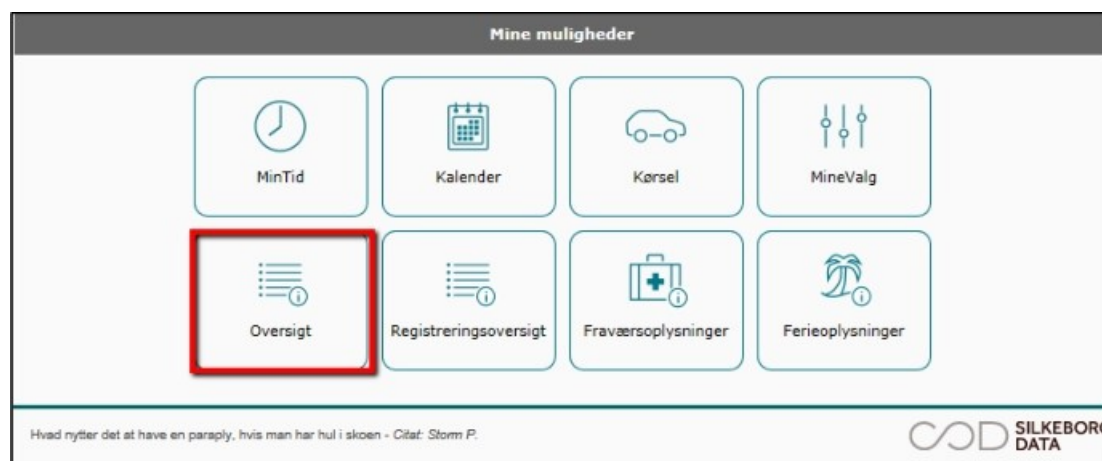 Mine muligheder
MinTid
Kalender
Kørsel
MineValg
Oversigt
Registreringsoversigt
Fraværsoplysninger
Ferieoplysninger
Hvad nytter det at have en paraply, hvis man har hul i skoen - Citat: Storm P.
SILKEBORG
DATA